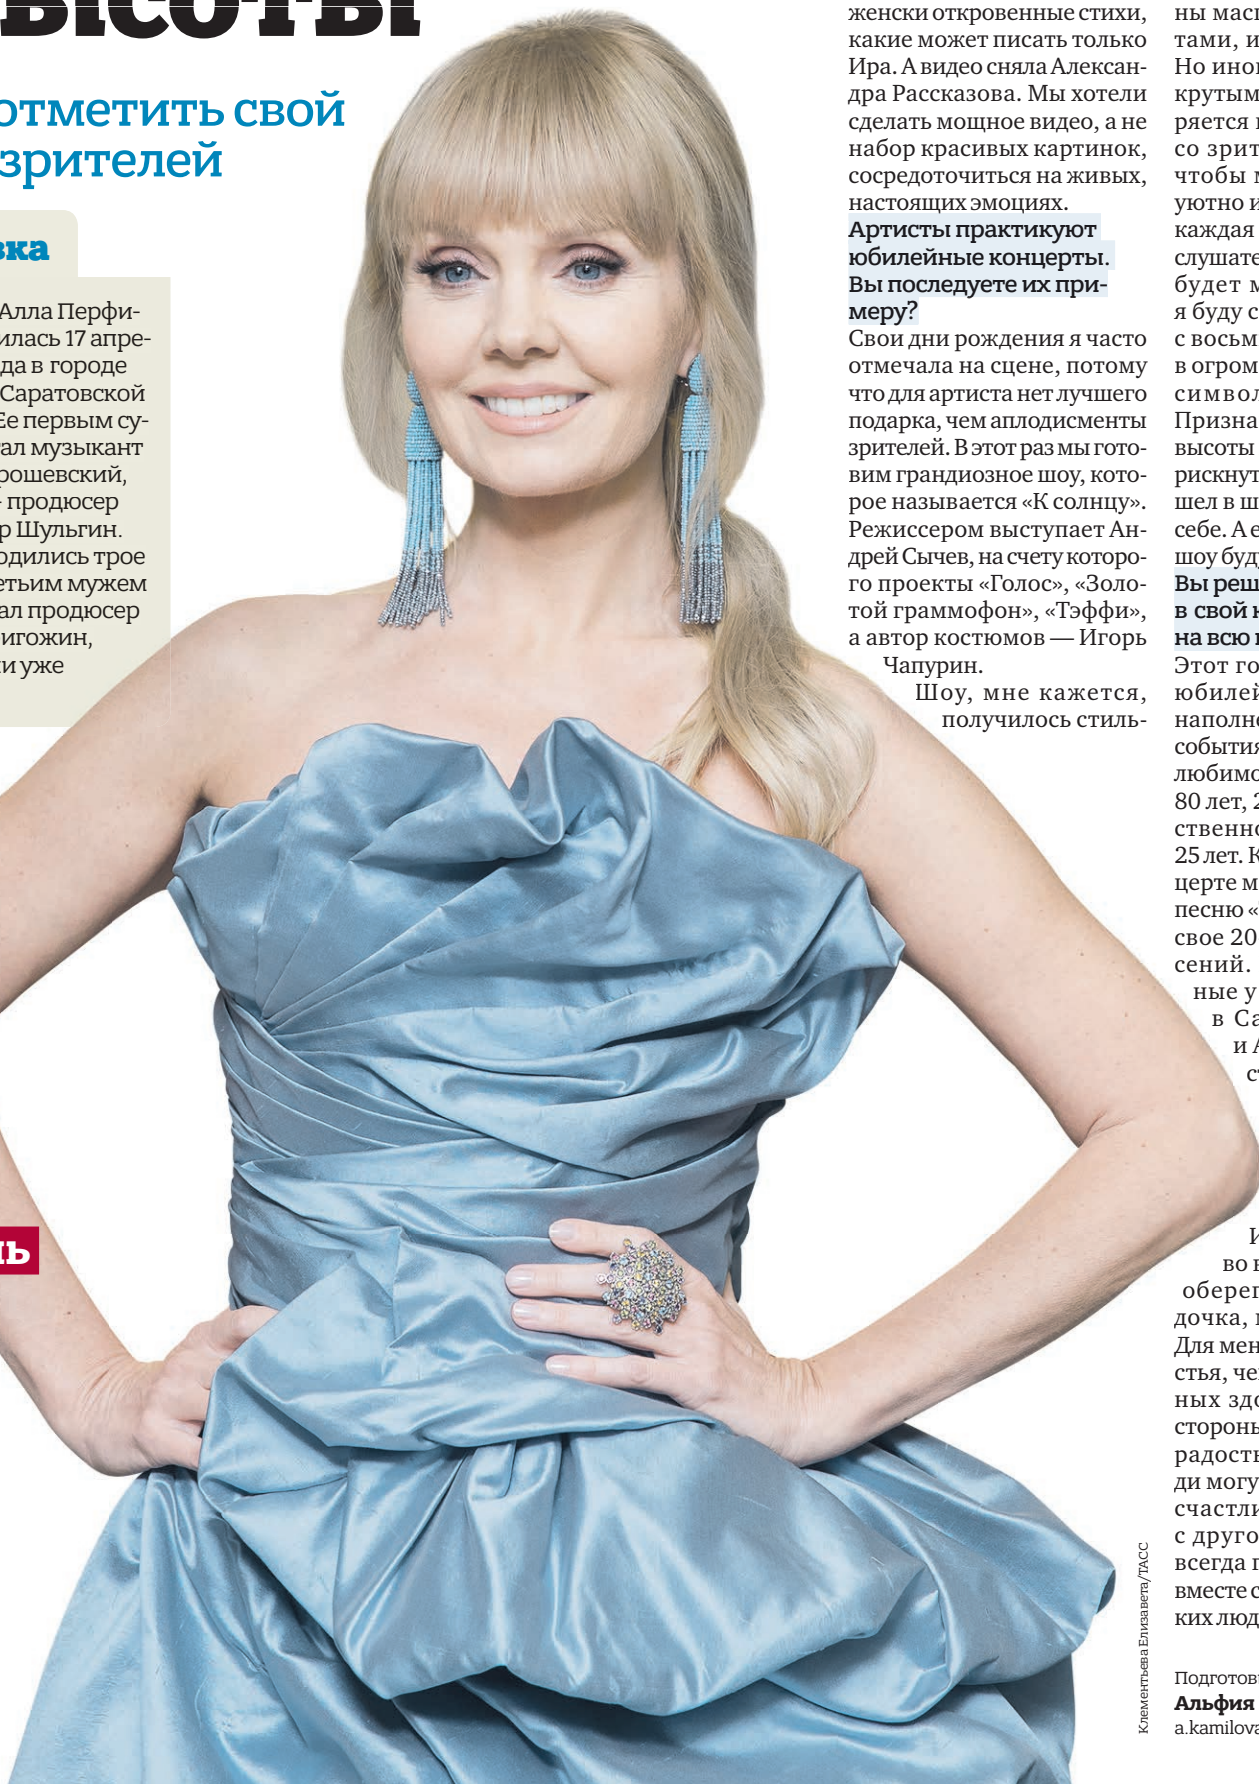 ысоты
отметить свой
зрителей
вка
Алла Перфи-
илась 17 апре-
да в городе
Саратовской
Ее первым су-
ал музыкант
рошевский,
продюсер
р Шульгин.
одились трое
етьим мужем
ал продюсер
игожин,
и уже
ль
женски откровенные стихи,
какие может писать только
Ира. А видео сняла Алексан-
дра Рассказова. Мы хотели
сделать мощное видео, а не
набор красивых картинок,
сосредоточиться на живых,
настоящих эмоциях.
Артисты практикуют
юбилейные концерты.
Вы последуете их при-
меру?
Свои дни рождения я часто
отмечала на сцене, потому
что для артиста нет лучшего
подарка, чем аплодисменты
зрителей. В этот раз мы гото-
вим грандиозное шоу, кото-
рое называется «К солнцу».
Режиссером выступает Ан-
дрей Сычев, на счету которо-
го проекты «Голос», «Золо-
той граммофон», «Тэффи»,
а автор костюмов — Игорь
Чапурин.
Шоу, мне кажется,
получилось стиль-
ны мас
тами, и
Но ино
крутым
ряется
со зрит
чтобы
уютно и
каждая
слушате
будет м
я буду с
с восьм
в огром
символ
Призна
высоты
рискнут
шел в ш
себе. А е
шоу буд
Вы реш
в свой к
на всю
Этот го
юбилей
наполне
события
любимо
80 лет, 2
ственно
25 лет. К
церте м
песню «
свое 20
сений.
ные у
в Са
и А
ст
И
во в
оберег
дочка,
Для мен
стья, че
ных здо
стороны
радость
ди могу
счастли
с друго
всегда г
вместе с
ких люд
Подготов
Альфия
a.kamilova
Клементьева Елизавета/ТАСС